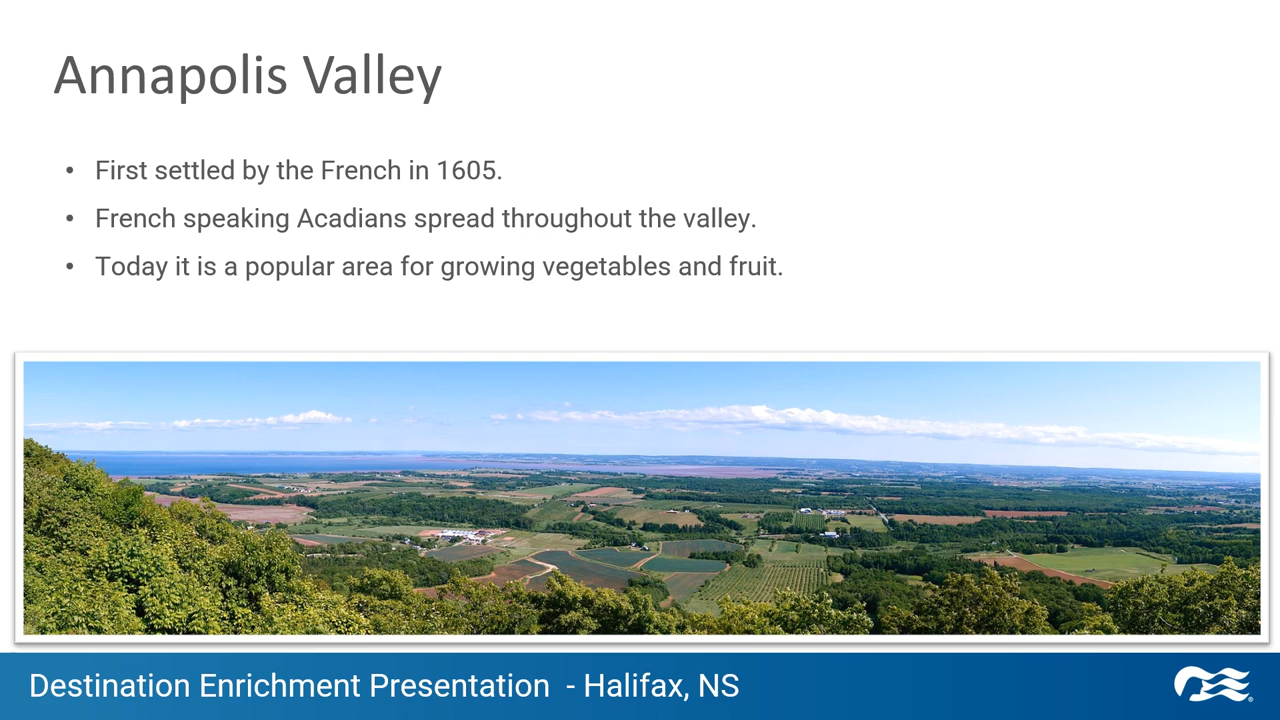 Annapolis Valley
• First settled by the French in 1605.
• French speaking Acadians spread throughout the valley.
• Today it is a popular area for growing vegetables and fruit.
Destination Enrichment Presentation - Halifax, NS
®